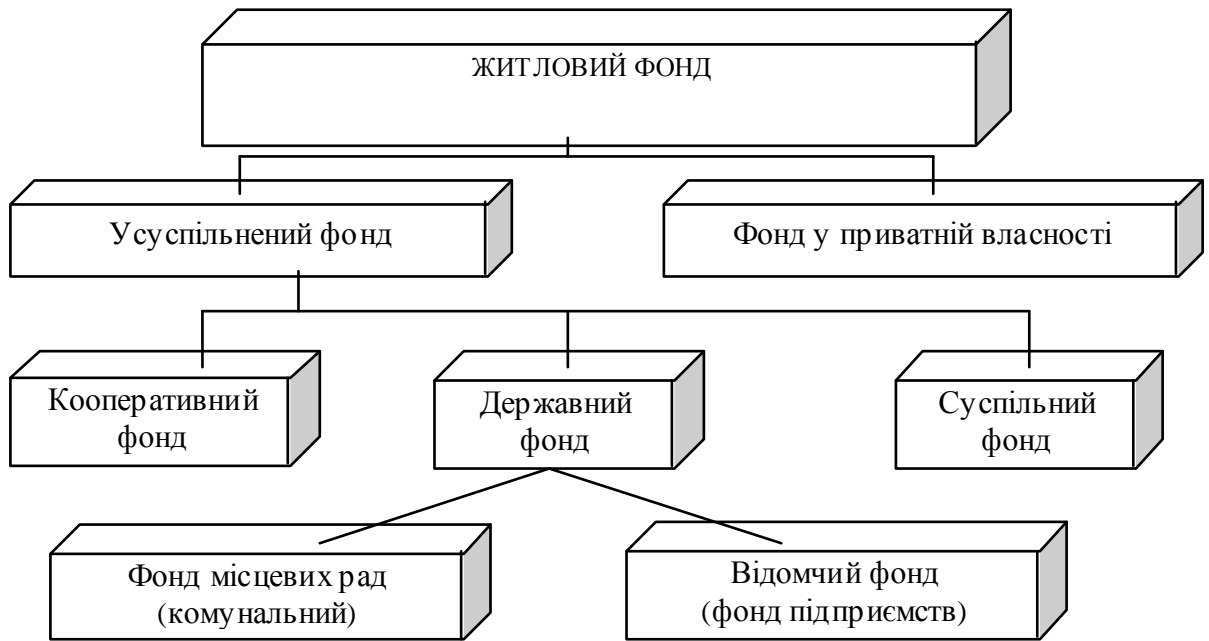 ЖИТЛОВИЙ ФОНД
Усуспільнений фонд
Фонд у приватній власності
Кооперативний
фонд
Державний
фонд
Суспільний
фонд
Фонд місцевих рад
(комунальний)
Відомчий фонд
(фонд підприємств)